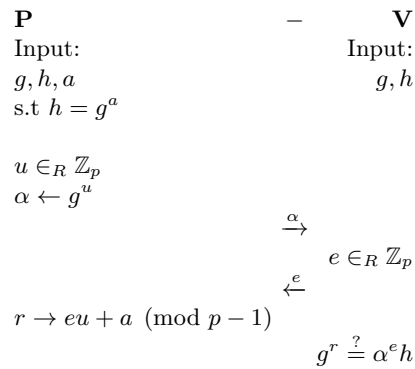 P – V
Input: Input:
g, h, a g, h
s.t h = g^a
u ∈_R ℤ_p
α ← g^u
α →
e ∈_R ℤ_p
e ←
r → eu + a (mod p − 1)
g^r ≟ α^e h